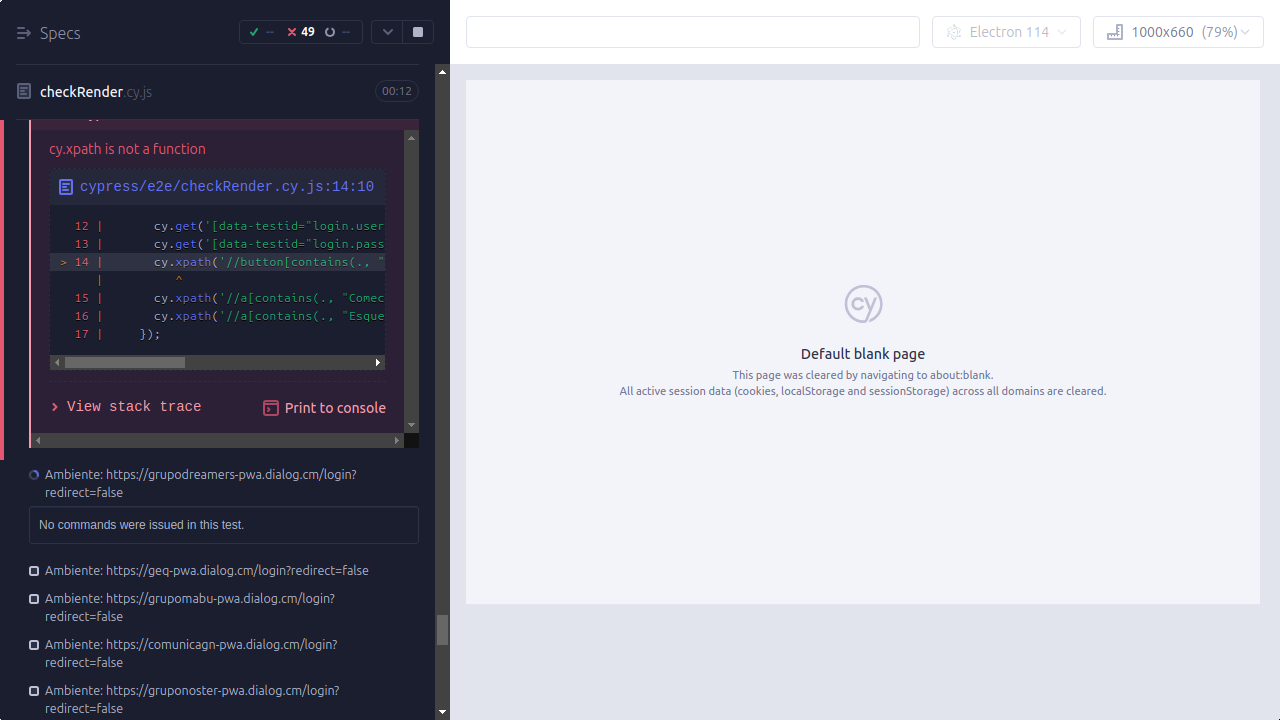 Specs
-- 49 --
Electron 114
1000x660 (79%)
checkRender.cy.js
00:12
cy.xpath is not a function
cypress/e2e/checkRender.cy.js:14:10
12 | cy.get('[data-testid="login.user
13 | cy.get('[data-testid="login.pass
> 14 | cy.xpath('//button[contains(., "
| ^
15 | cy.xpath('//a[contains(., "Comec
16 | cy.xpath('//a[contains(., "Esque
17 | });
View stack trace
Print to console
Ambiente: https://grupodreamers-pwa.dialog.cm/login?
redirect=false
No commands were issued in this test.
Ambiente: https://geq-pwa.dialog.cm/login?redirect=false
Ambiente: https://grupomabu-pwa.dialog.cm/login?
redirect=false
Ambiente: https://comunicagn-pwa.dialog.cm/login?
redirect=false
Ambiente: https://gruponoster-pwa.dialog.cm/login?
redirect=false
cy
Default blank page
This page was cleared by navigating to about:blank.
All active session data (cookies, localStorage and sessionStorage) across all domains are cleared.